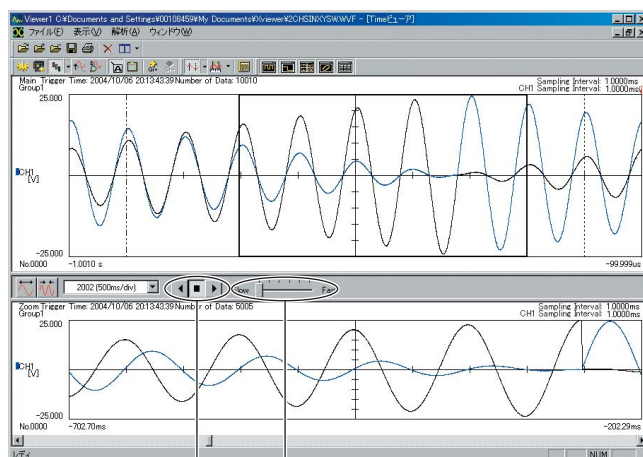 Viewer1 C:¥Documents and Settings¥00108459¥My Documents¥Xviewer¥2CHSINXYSW.WVF - [Timeビューア]
ファイル(F) 表示(V) 解析(A) ウィンドウ(W)
Main Trigger Time: 2004/10/06 20:13:43.39 Number of Data: 10010
Sampling Interval: 1.0000ms
Group1
CH1 Sampling Interval: 1.0000ms
25.000
CH1
[V]
-25.000
No.0000 -1.0010 s -99.999us
2002 (500ms/div)
Slow Fas
Zoom Trigger Time: 2004/10/06 20:13:43.39 of Data: 5005
Sampling Interval: 1.0000ms
Group1
CH1 Sampling Interval: 1.0000ms
25.000
CH1
[V]
-25.000
No.0000 -702.70ms -202.29ms
レディ
NUM